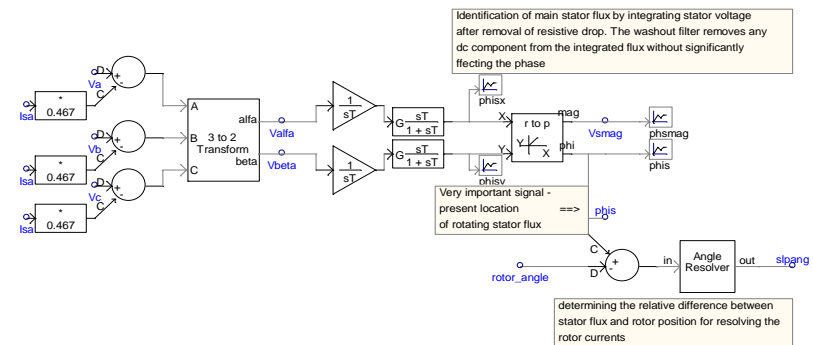 Identification of main stator flux by integrating stator voltage
after removal of resistive drop. The washout filter removes any
dc component from the integrated flux without significantly
ffecting the phase
D
+
-
Va
C
Isa
*
0.467
D
+
-
Vb
C
Isa
*
0.467
D
+
-
Vc
C
Isa
*
0.467
A
B
C
3 to 2
Transform
alfa
beta
Valfa
Vbeta
1
sT
1
sT
G
sT
1 + sT
G
sT
1 + sT
phisx
phisy
X
Y
r to p
Y
X
mag
phi
Vsmag
phsmag
phis
Very important signal -
present location ==>
of rotating stator flux
phis
C
+
-
D
rotor_angle
in
Angle
Resolver
out
slpang
determining the relative difference between
stator flux and rotor position for resolving the
rotor currents